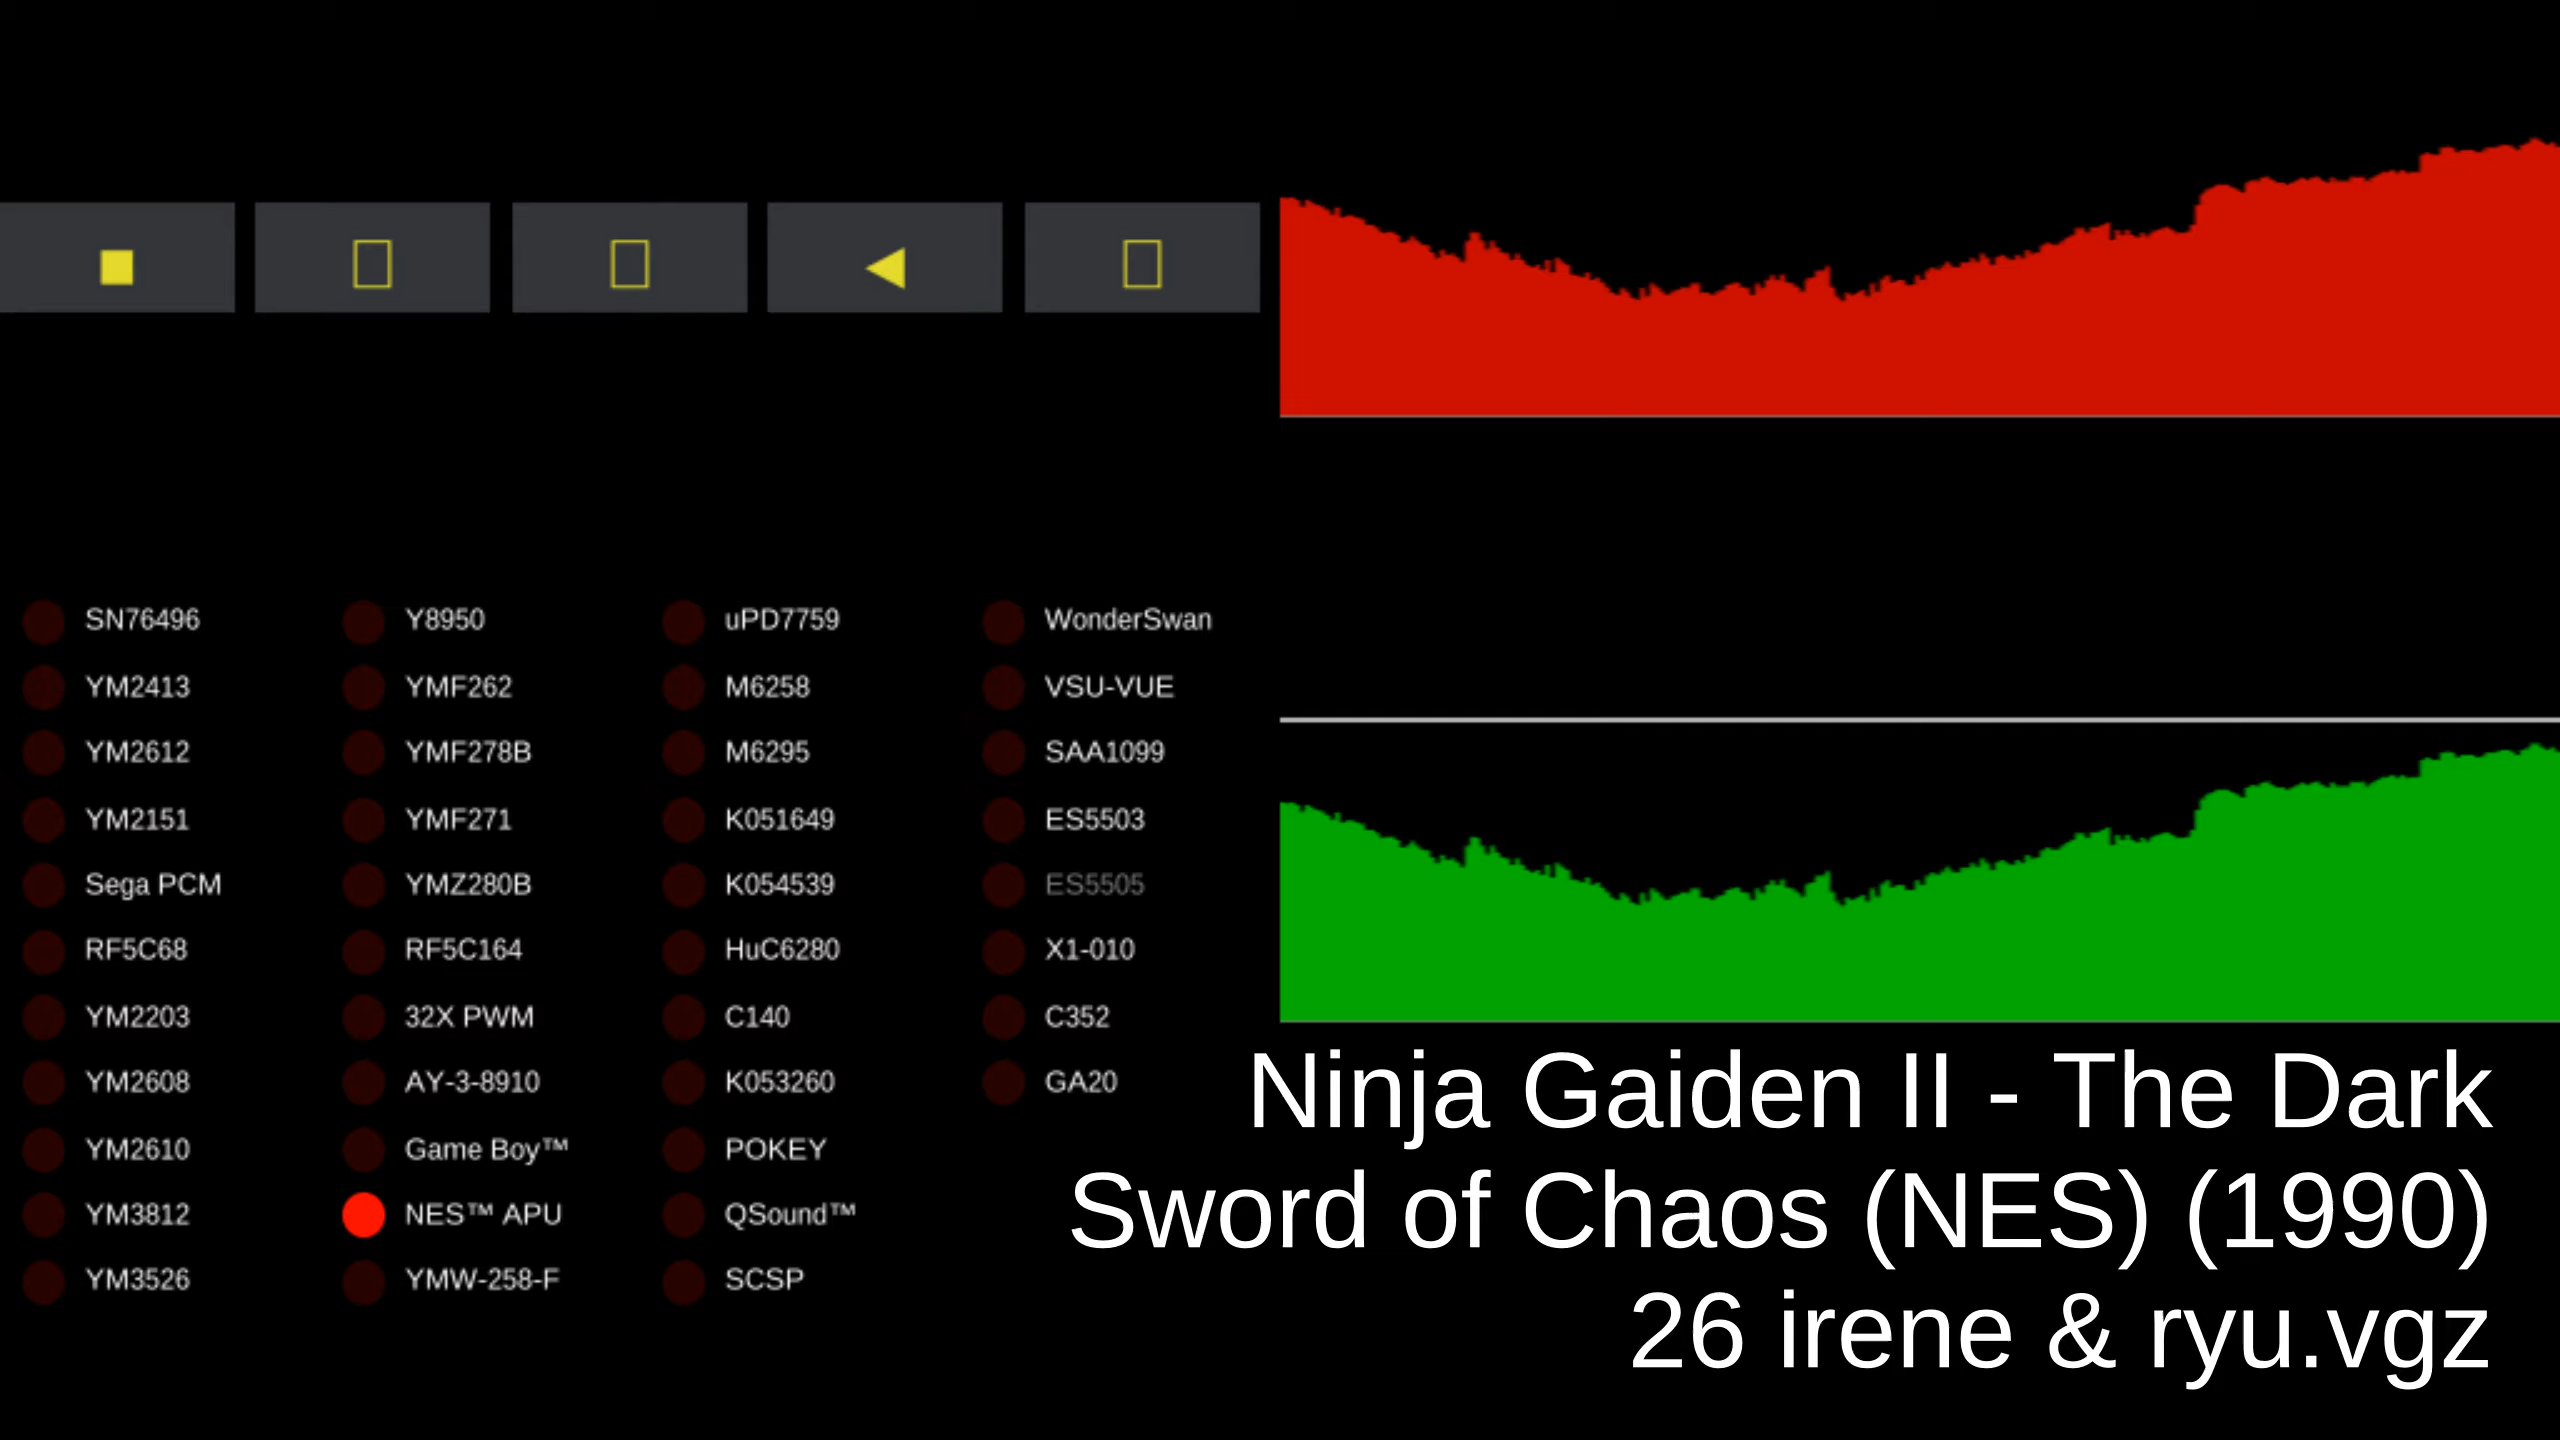 SN76496
YM2413
YM2612
YM2151
Sega PCM
RF5C68
YM2203
YM2608
YM2610
YM3812
YM3526
Y8950
YMF262
YMF278B
YMF271
YMZ280B
RF5C164
32X PWM
AY-3-8910
Game Boy™
NES™ APU
YMW-258-F
uPD7759
M6258
M6295
K051649
K054539
HuC6280
C140
K053260
POKEY
QSound™
SCSP
WonderSwan
VSU-VUE
SAA1099
ES5503
ES5505
X1-010
C352
GA20
Ninja Gaiden II - The Dark
Sword of Chaos (NES) (1990)
26 irene & ryu.vgz